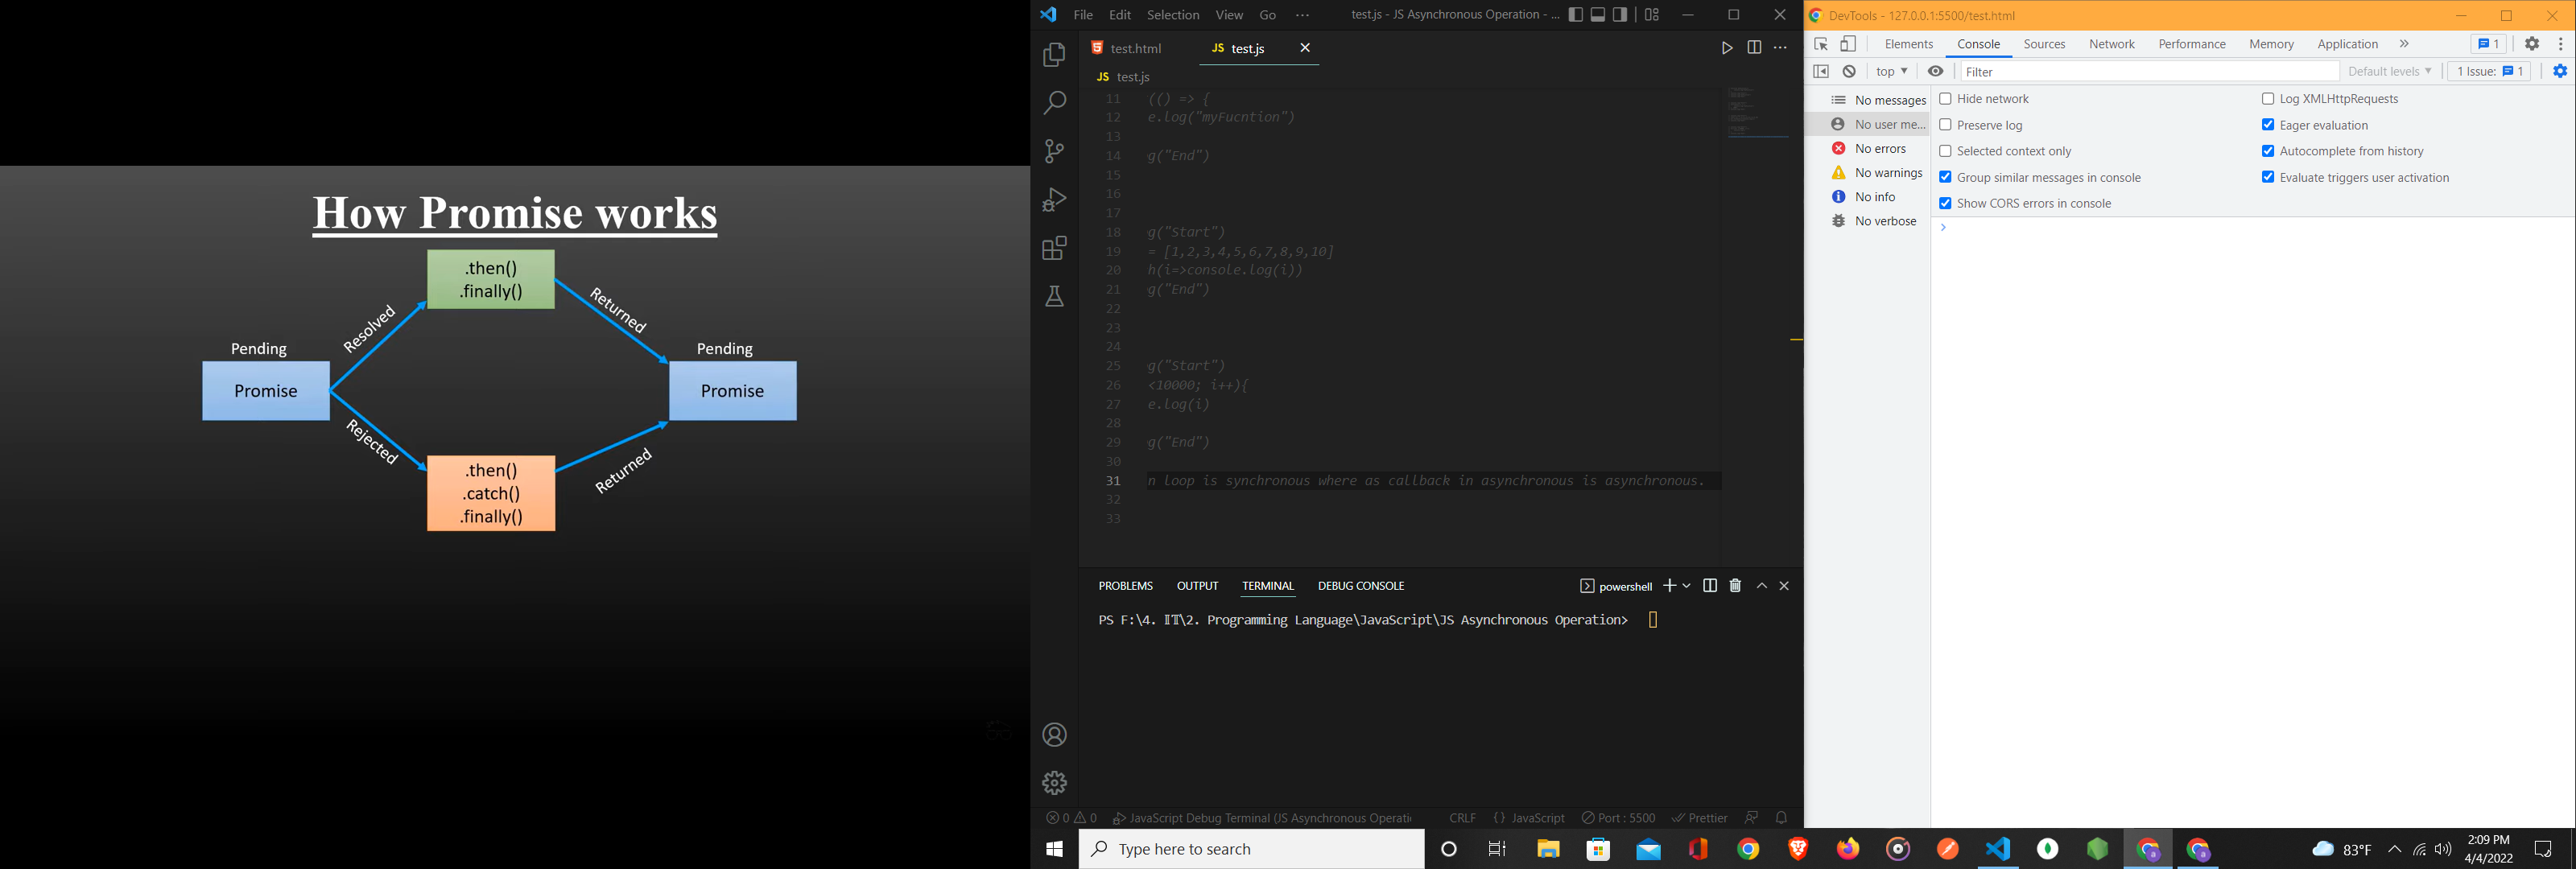 How Promise works
.then()
.finally()
Resolved
Returned
Pending
Promise
Pending
Promise
Rejected
Returned
.then()
.catch()
.finally()
File Edit Selection View Go ··· test.js - JS Asynchronous Operation - ...
test.html JS test.js
JS test.js
11 (() => {
12 e.log("myFucntion")
13
14 g("End")
15
16
17
18 g("Start")
19 = [1,2,3,4,5,6,7,8,9,10]
20 h(i=>console.log(i))
21 g("End")
22
23
24
25 g("Start")
26 <10000; i++){
27 e.log(i)
28
29 g("End")
30
31 n loop is synchronous where as callback in asynchronous is asynchronous.
32
33
PROBLEMS OUTPUT TERMINAL DEBUG CONSOLE powershell
PS F:\4. IT\2. Programming Language\JavaScript\JS Asynchronous Operation>
0 0 JavaScript Debug Terminal (JS Asynchronous Operati CRLF {} JavaScript Port : 5500 Prettier
DevTools - 127.0.0.1:5500/test.html
Elements Console Sources Network Performance Memory Application » 1
top Filter Default levels 1 Issue: 1
No messages
No user me...
No errors
No warnings
No info
No verbose
Hide network
Log XMLHttpRequests
Preserve log
Eager evaluation
Selected context only
Autocomplete from history
Group similar messages in console
Evaluate triggers user activation
Show CORS errors in console
Type here to search
83°F
2:09 PM
4/4/2022